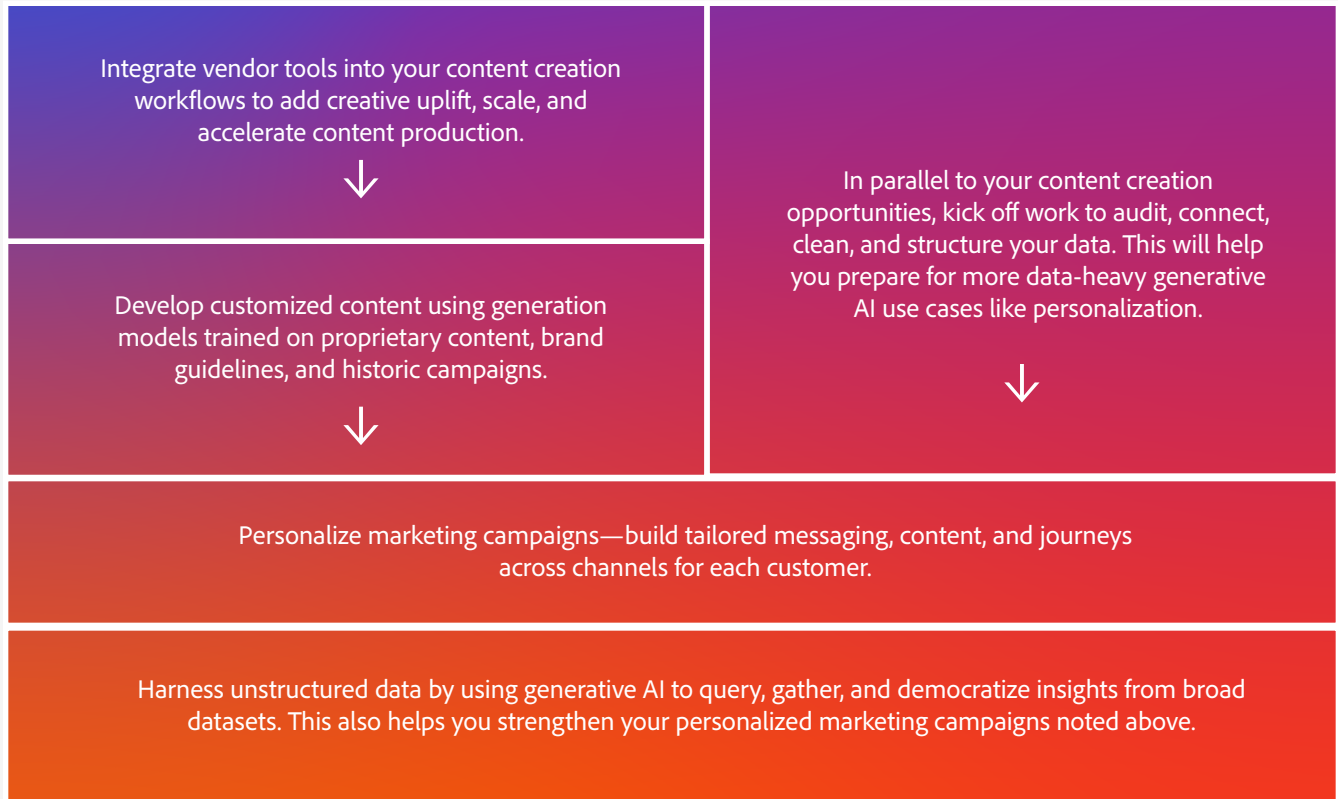 Integrate vendor tools into your content creation
workflows to add creative uplift, scale, and
accelerate content production.
Develop customized content using generation
models trained on proprietary content, brand
guidelines, and historic campaigns.
In parallel to your content creation
opportunities, kick off work to audit, connect,
clean, and structure your data. This will help
you prepare for more data-heavy generative
AI use cases like personalization.
Personalize marketing campaigns—build tailored messaging, content, and journeys
across channels for each customer.
Harness unstructured data by using generative AI to query, gather, and democratize insights from broad
datasets. This also helps you strengthen your personalized marketing campaigns noted above.